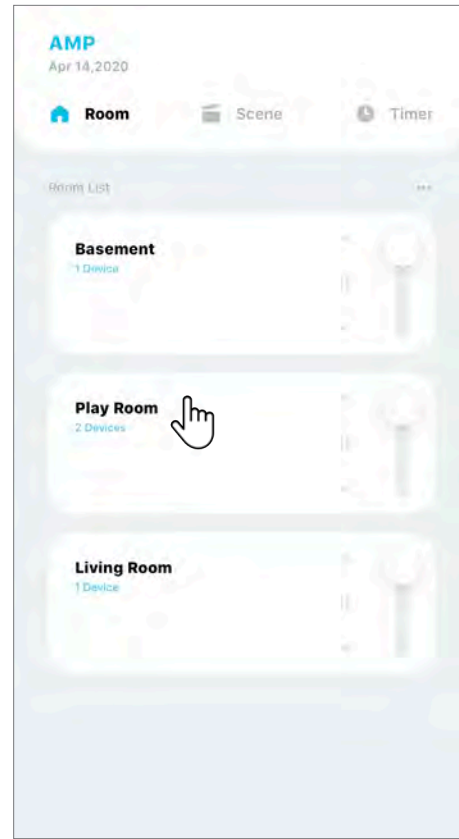 AMP
Apr 14,2020
Room Scene Timer
Room List
Basement
1 Device
Play Room
2 Devices
Living Room
1 Device